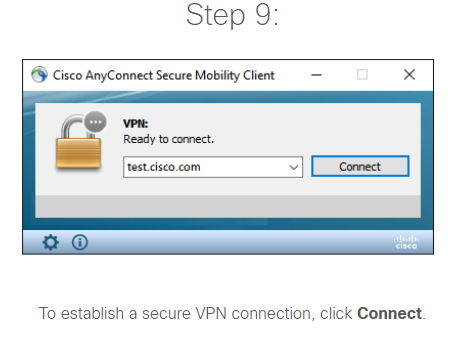 Step 9:
Cisco AnyConnect Secure Mobility Client
VPN:
Ready to connect.
test.cisco.com
Connect
CISCO
To establish a secure VPN connection, click Connect.